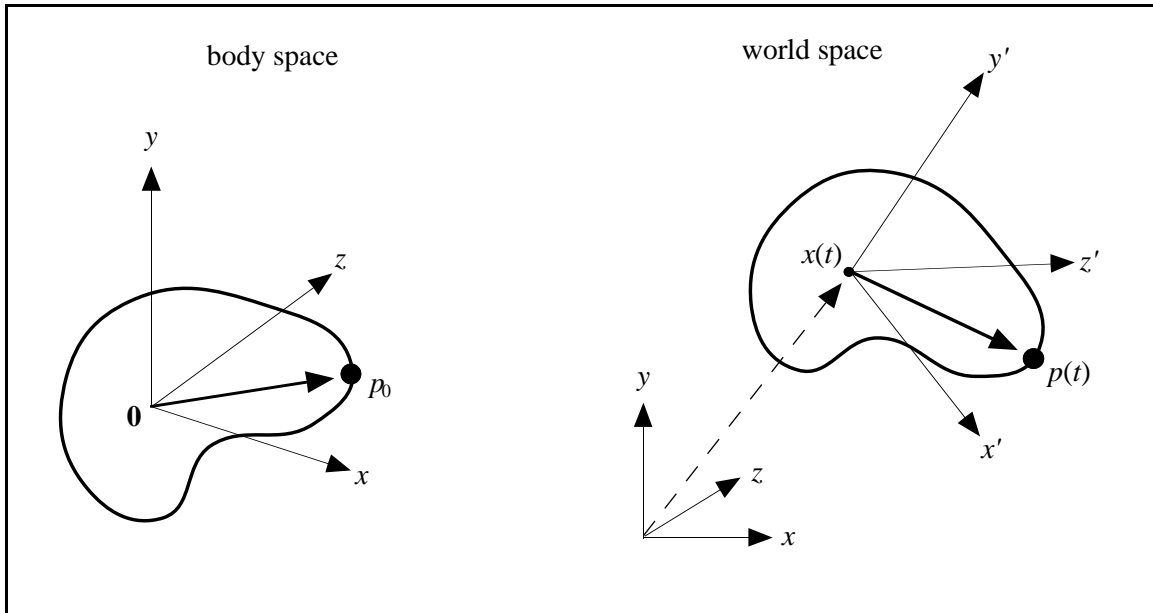 body space
y
z
0
p0
x
world space
y'
x(t)
z'
p(t)
x'
y
z
x